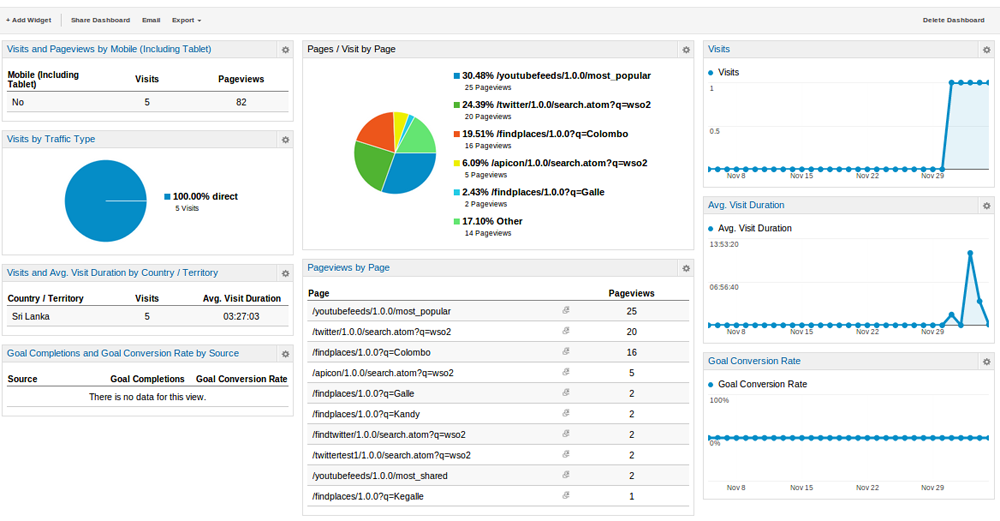 + Add Widget Share Dashboard Email Export Delete Dashboard
Visits and Pageviews by Mobile (Including Tablet)
Mobile (Including Tablet) Visits Pageviews
No 5 82
Visits by Traffic Type
100.00% direct
5 Visits
Visits and Avg. Visit Duration by Country / Territory
Country / Territory Visits Avg. Visit Duration
Sri Lanka 5 03:27:03
Goal Completions and Goal Conversion Rate by Source
Source Goal Completions Goal Conversion Rate
There is no data for this view.
Pages / Visit by Page
30.48% /youtubefeeds/1.0.0/most_popular
25 Pageviews
24.39% /twitter/1.0.0/search.atom?q=wso2
20 Pageviews
19.51% /findplaces/1.0.0?q=Colombo
16 Pageviews
6.09% /apicon/1.0.0/search.atom?q=wso2
5 Pageviews
2.43% /findplaces/1.0.0?q=Galle
2 Pageviews
17.10% Other
14 Pageviews
Pageviews by Page
Page Pageviews
/youtubefeeds/1.0.0/most_popular 25
/twitter/1.0.0/search.atom?q=wso2 20
/findplaces/1.0.0?q=Colombo 16
/apicon/1.0.0/search.atom?q=wso2 5
/findplaces/1.0.0?q=Galle 2
/findplaces/1.0.0?q=Kandy 2
/findtwitter/1.0.0/search.atom?q=wso2 2
/twittertest1/1.0.0/search.atom?q=wso2 2
/youtubefeeds/1.0.0/most_shared 2
/findplaces/1.0.0?q=Kegalle 1
Visits
Visits
1
0.5
Nov 8 Nov 15 Nov 22 Nov 29
Avg. Visit Duration
Avg. Visit Duration
13:53:20
06:56:40
Nov 8 Nov 15 Nov 22 Nov 29
Goal Conversion Rate
Goal Conversion Rate
100%
0%
Nov 8 Nov 15 Nov 22 Nov 29